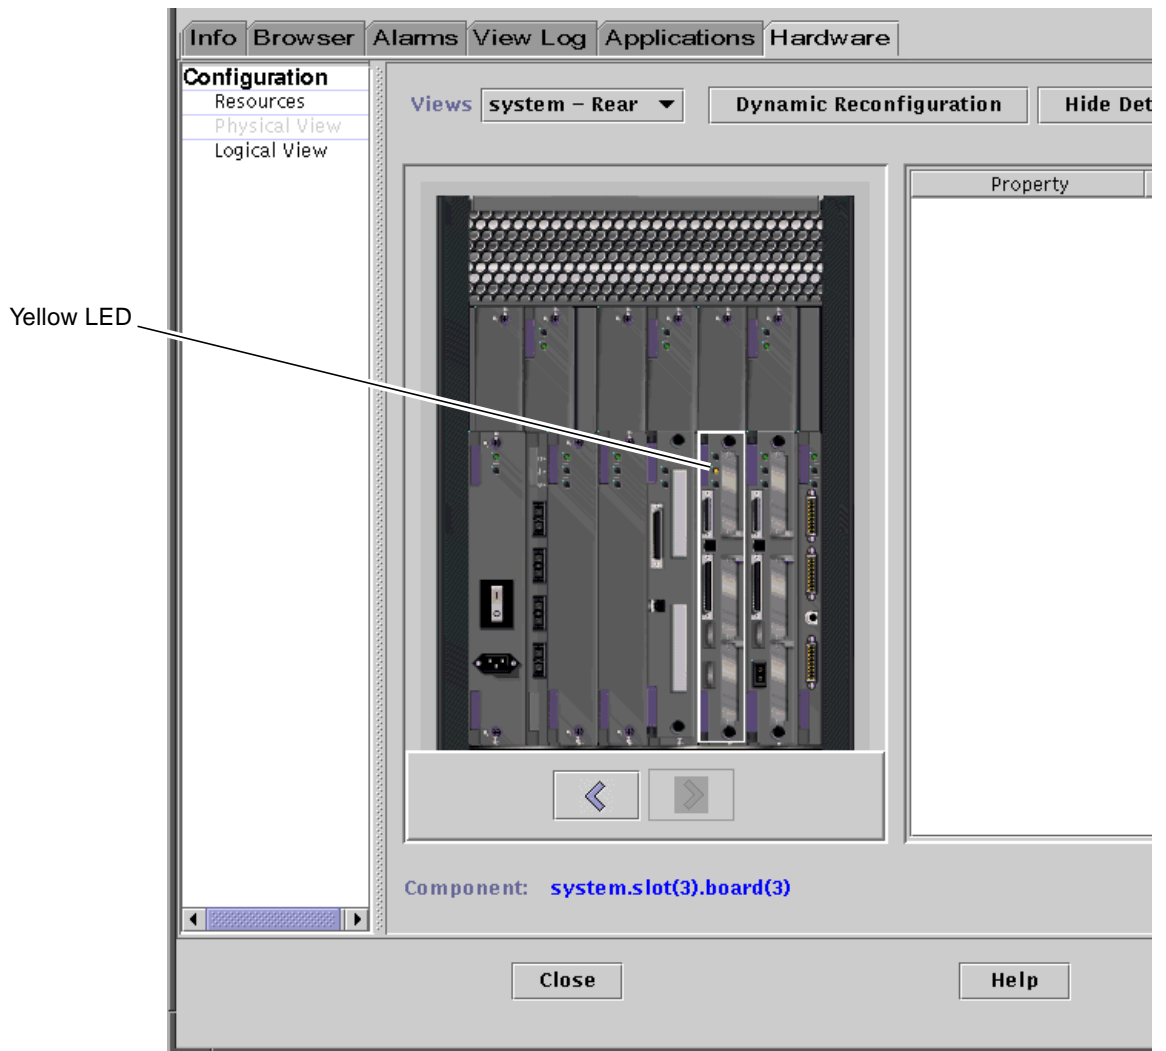 Info Browser Alarms View Log Applications Hardware
Configuration
Resources
Physical View
Logical View
Views system – Rear Dynamic Reconfiguration Hide Det
Property
Yellow LED
Component: system.slot(3).board(3)
Close Help